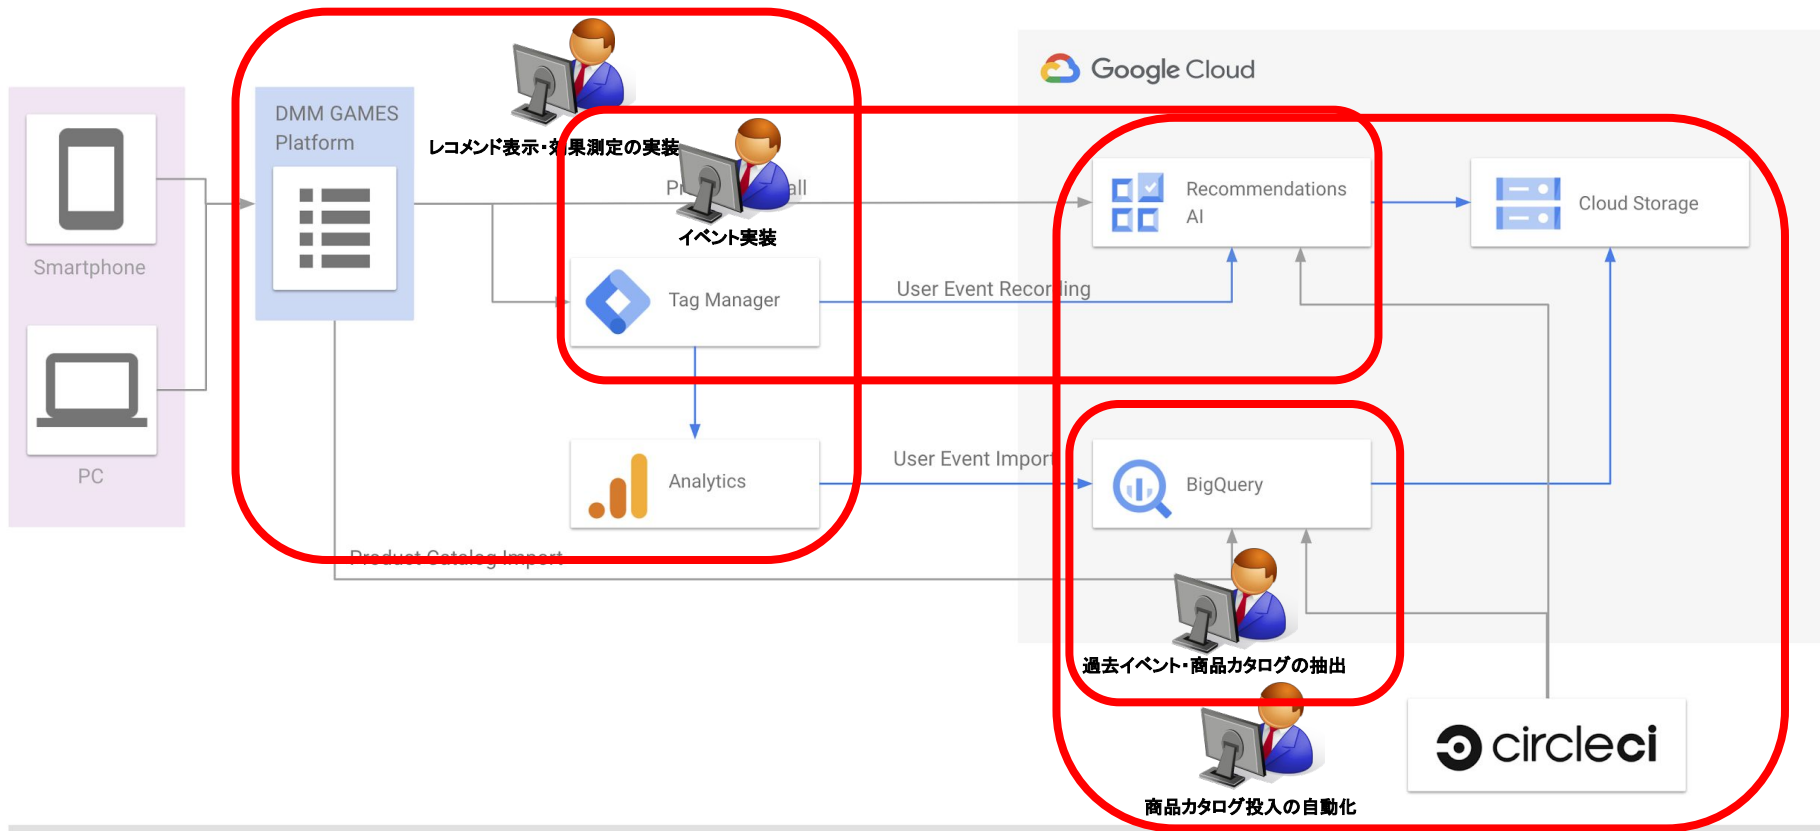 Google Cloud
DMM GAMES
Platform
レコメンド表示・効果測定の実装
イベント実装
Recommendations
AI
Cloud Storage
Smartphone
Tag Manager
User Event Recording
PC
Analytics
User Event Import
BigQuery
Product Catalog Import
過去イベント・商品カタログの抽出
circleci
商品カタログ投入の自動化